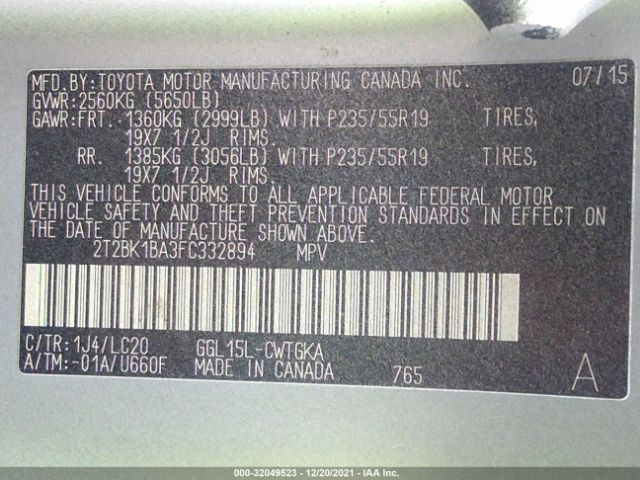 MFD.BY:TOYOTA MOTOR MANUFACTURING CANADA INC. 07/15
GVWR:2560KG (5650LB)
GAWR:FRT. 1360KG (2999LB) WITH P235/55R19 TIRES,
19X7 1/2J RIMS.
RR. 1385KG (3056LB) WITH P235/55R19 TIRES,
19X7 1/2J RIMS.
THIS VEHICLE CONFORMS TO ALL APPLICABLE FEDERAL MOTOR
VEHICLE SAFETY AND THEFT PREVENTION STANDARDS IN EFFECT ON
THE DATE OF MANUFACTURE SHOWN ABOVE.
2T2BK1BA3FC332894 MPV
C/TR:1J4/LC20 GGL15L-CWTGKA
A/TM:-01A/U660F MADE IN CANADA 765 A
000-32049523 - 12/20/2021 - IAA Inc.